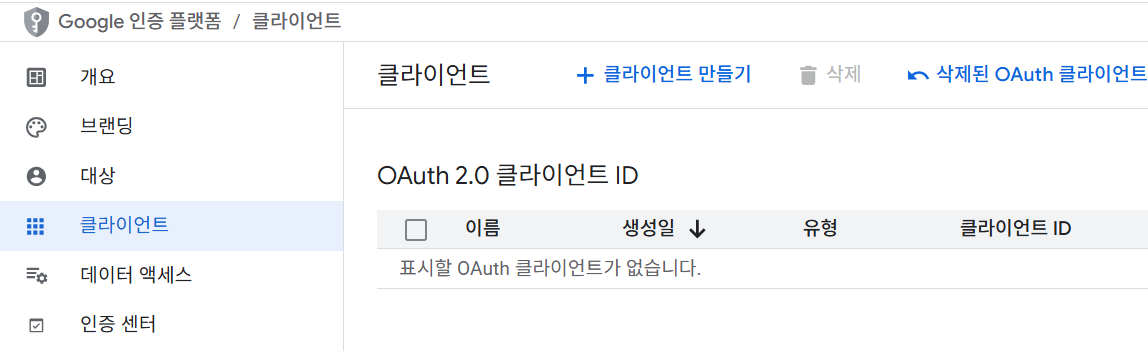 Google 인증 플랫폼 / 클라이언트
개요
브랜딩
대상
클라이언트
데이터 액세스
인증 센터
클라이언트 + 클라이언트 만들기 삭제 삭제된 OAuth 클라이언트
OAuth 2.0 클라이언트 ID
이름 생성일 ↓ 유형 클라이언트 ID
표시할 OAuth 클라이언트가 없습니다.